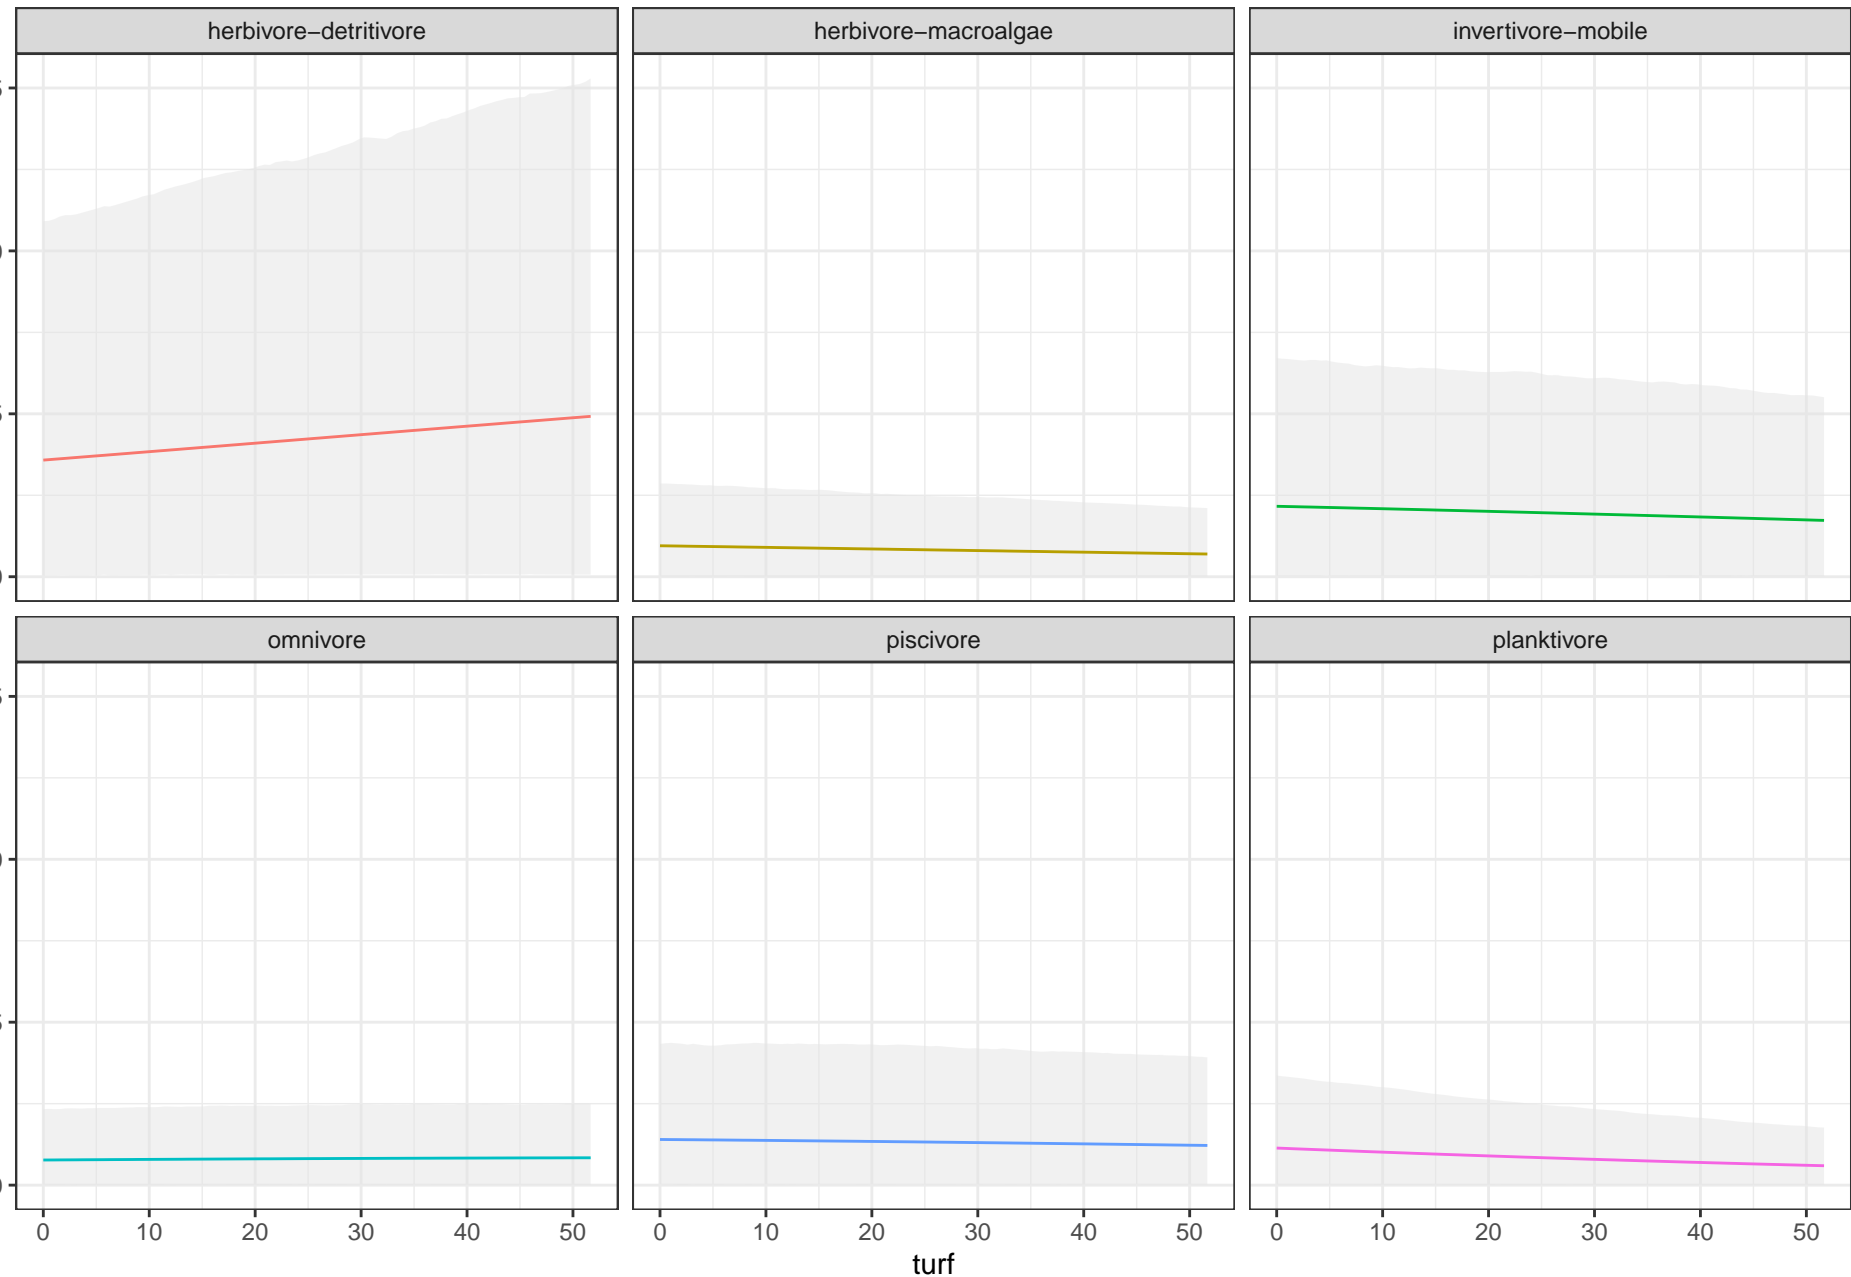 herbivore−detritivore herbivore−macroalgae invertivore−mobile
omnivore piscivore planktivore
0 10 20 30 40 50 0 10 20 30 40 50 0 10 20 30 40 50
turf